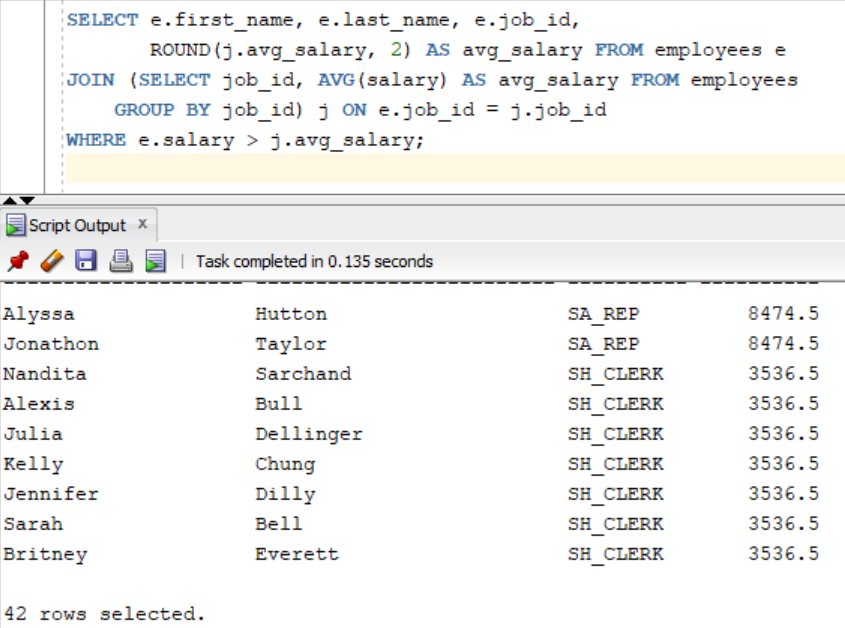 SELECT e.first_name, e.last_name, e.job_id,
ROUND(j.avg_salary, 2) AS avg_salary FROM employees e
JOIN (SELECT job_id, AVG(salary) AS avg_salary FROM employees
GROUP BY job_id) j ON e.job_id = j.job_id
WHERE e.salary > j.avg_salary;
Script Output x
Task completed in 0.135 seconds
Alyssa Hutton SA_REP 8474.5
Jonathon Taylor SA_REP 8474.5
Nandita Sarchand SH_CLERK 3536.5
Alexis Bull SH_CLERK 3536.5
Julia Dellinger SH_CLERK 3536.5
Kelly Chung SH_CLERK 3536.5
Jennifer Dilly SH_CLERK 3536.5
Sarah Bell SH_CLERK 3536.5
Britney Everett SH_CLERK 3536.5
42 rows selected.